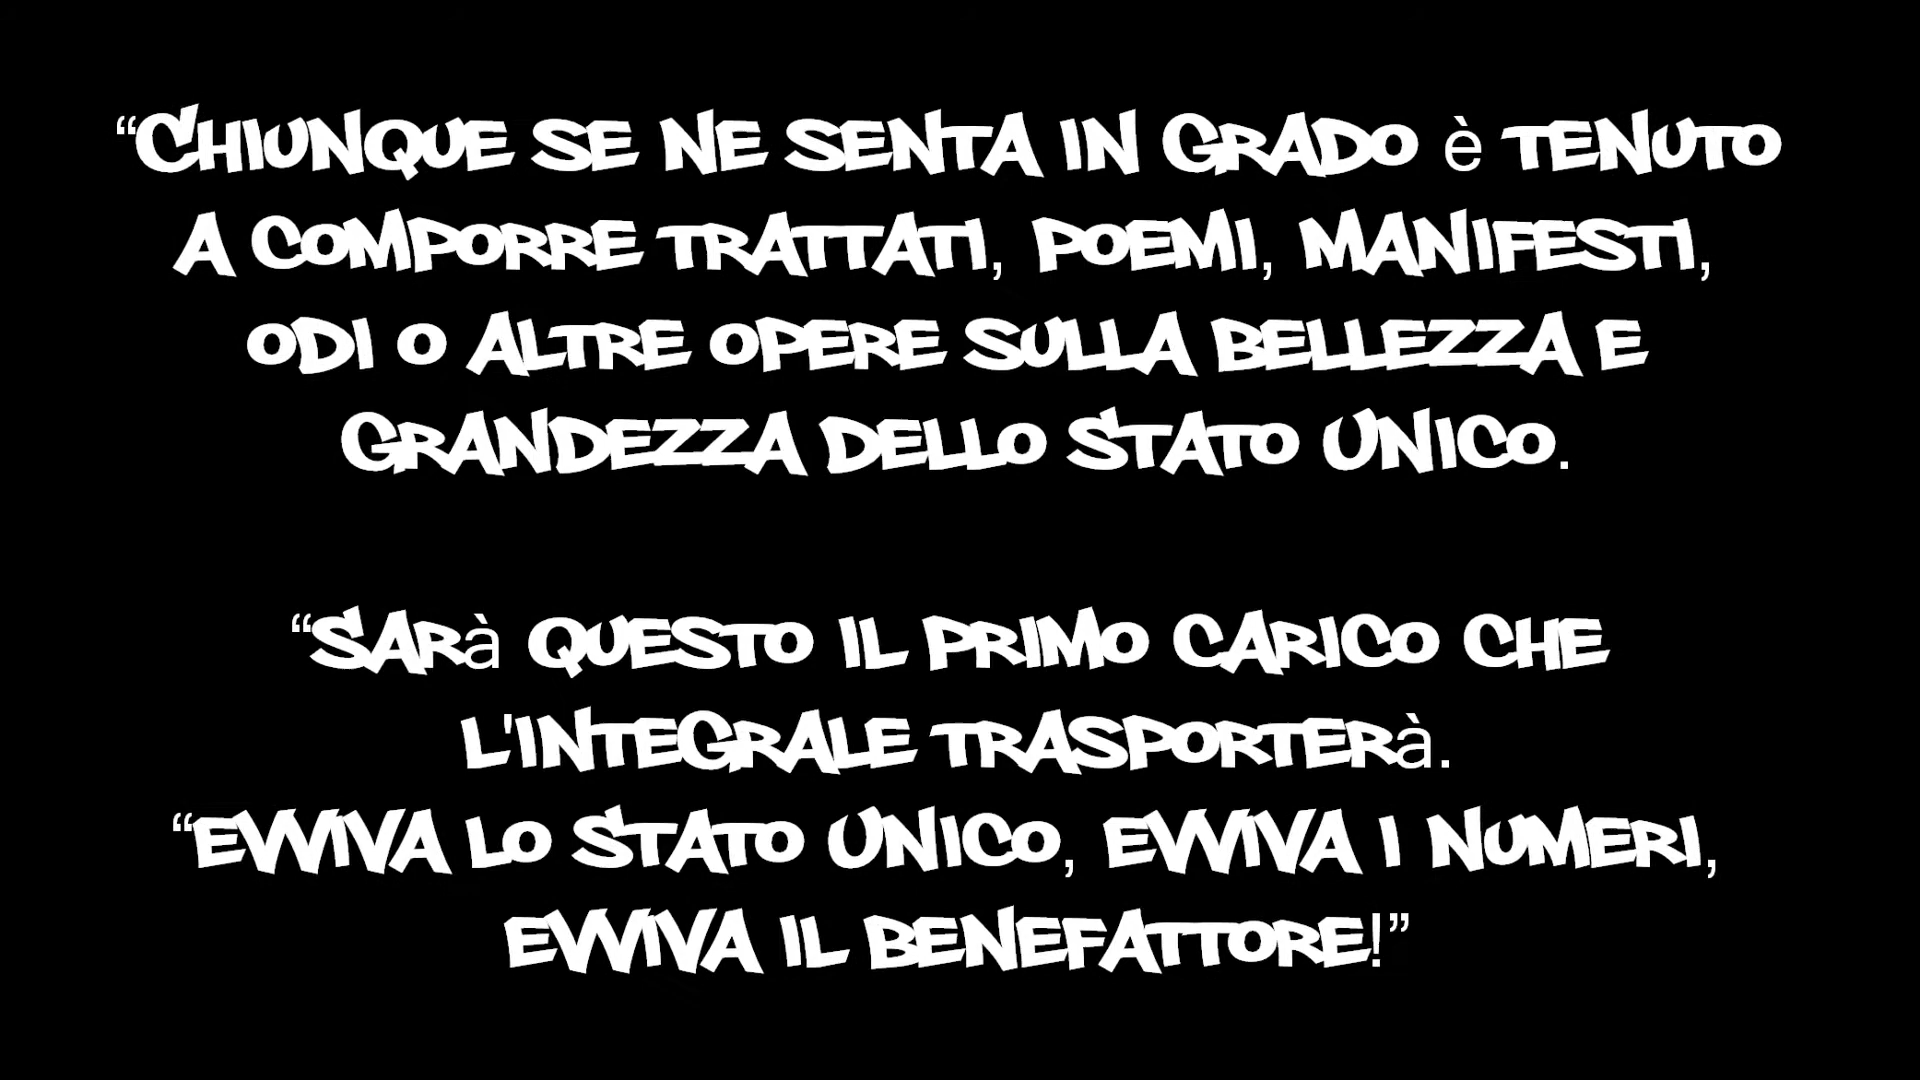 “CHIUNQUE SE NE SENTA IN GRADO è TENUTO
A COMPORRE TRATTATI, POEMI, MANIFESTI,
ODI O ALTRE OPERE SULLA BELLEZZA E
GRANDEZZA DELLO STATO UNICO.
“SARà QUESTO IL PRIMO CARICO CHE
L'INTEGRALE TRASPORTERà.
“EVVIVA LO STATO UNICO, EVVIVA I NUMERI,
EVVIVA IL BENEFATTORE!”